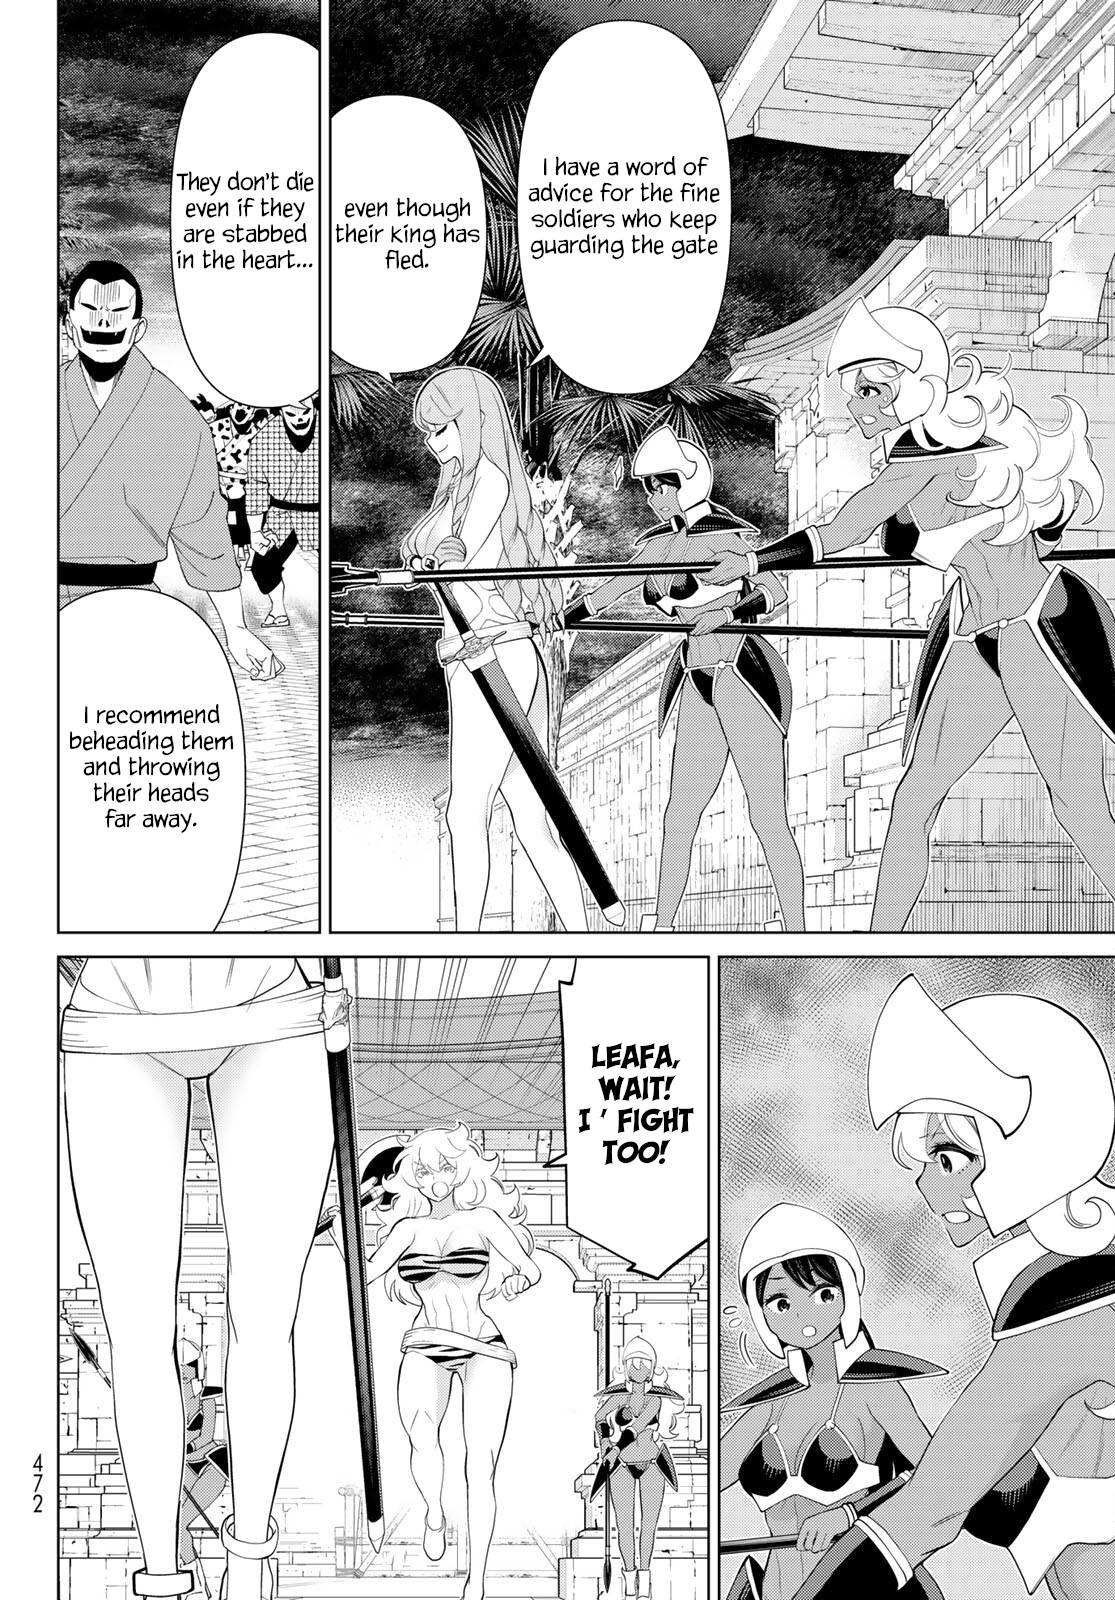 I have a word of
advice for the fine
soldiers who keep
guarding the gate
even though
their king has
fled.
They don't die
even if they
are stabbed
in the heart...
I recommend
beheading them
and throwing
their heads
far away.
LEAFA,
WAIT!
I ' FIGHT
TOO!
472